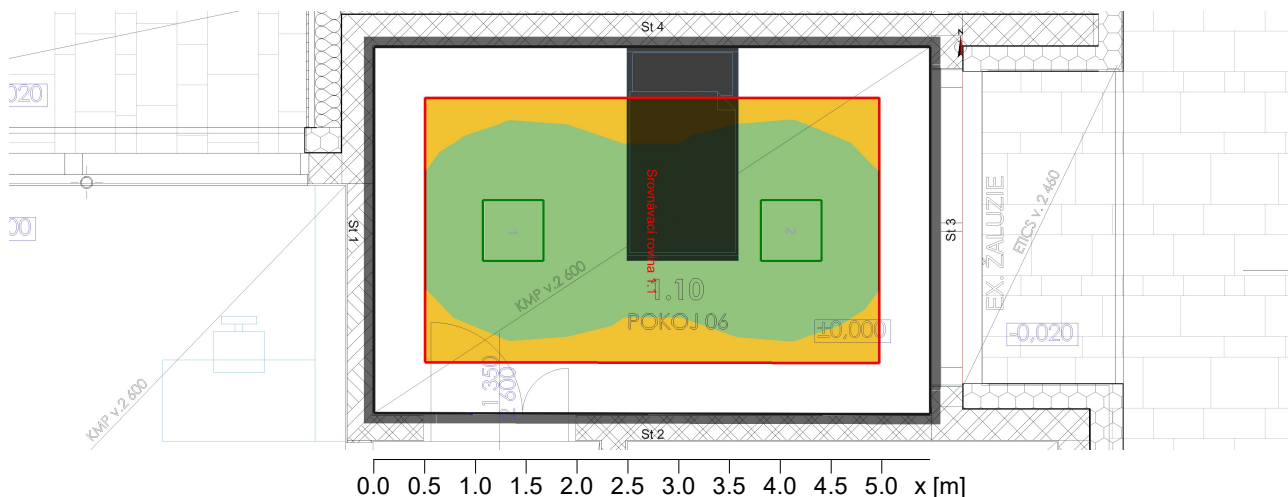 St 4
z
020
St 1
1
2
St 3
Srovnávací rovina 1.1
EX. ŽALUZIE
ETICS v. 2 460
00
KMP v.2 600
1.10
POKOJ 06
±0,000
-0,020
1 350
2 600
KMP v.2 600
St 2
0.0 0.5 1.0 1.5 2.0 2.5 3.0 3.5 4.0 4.5 5.0 x [m]